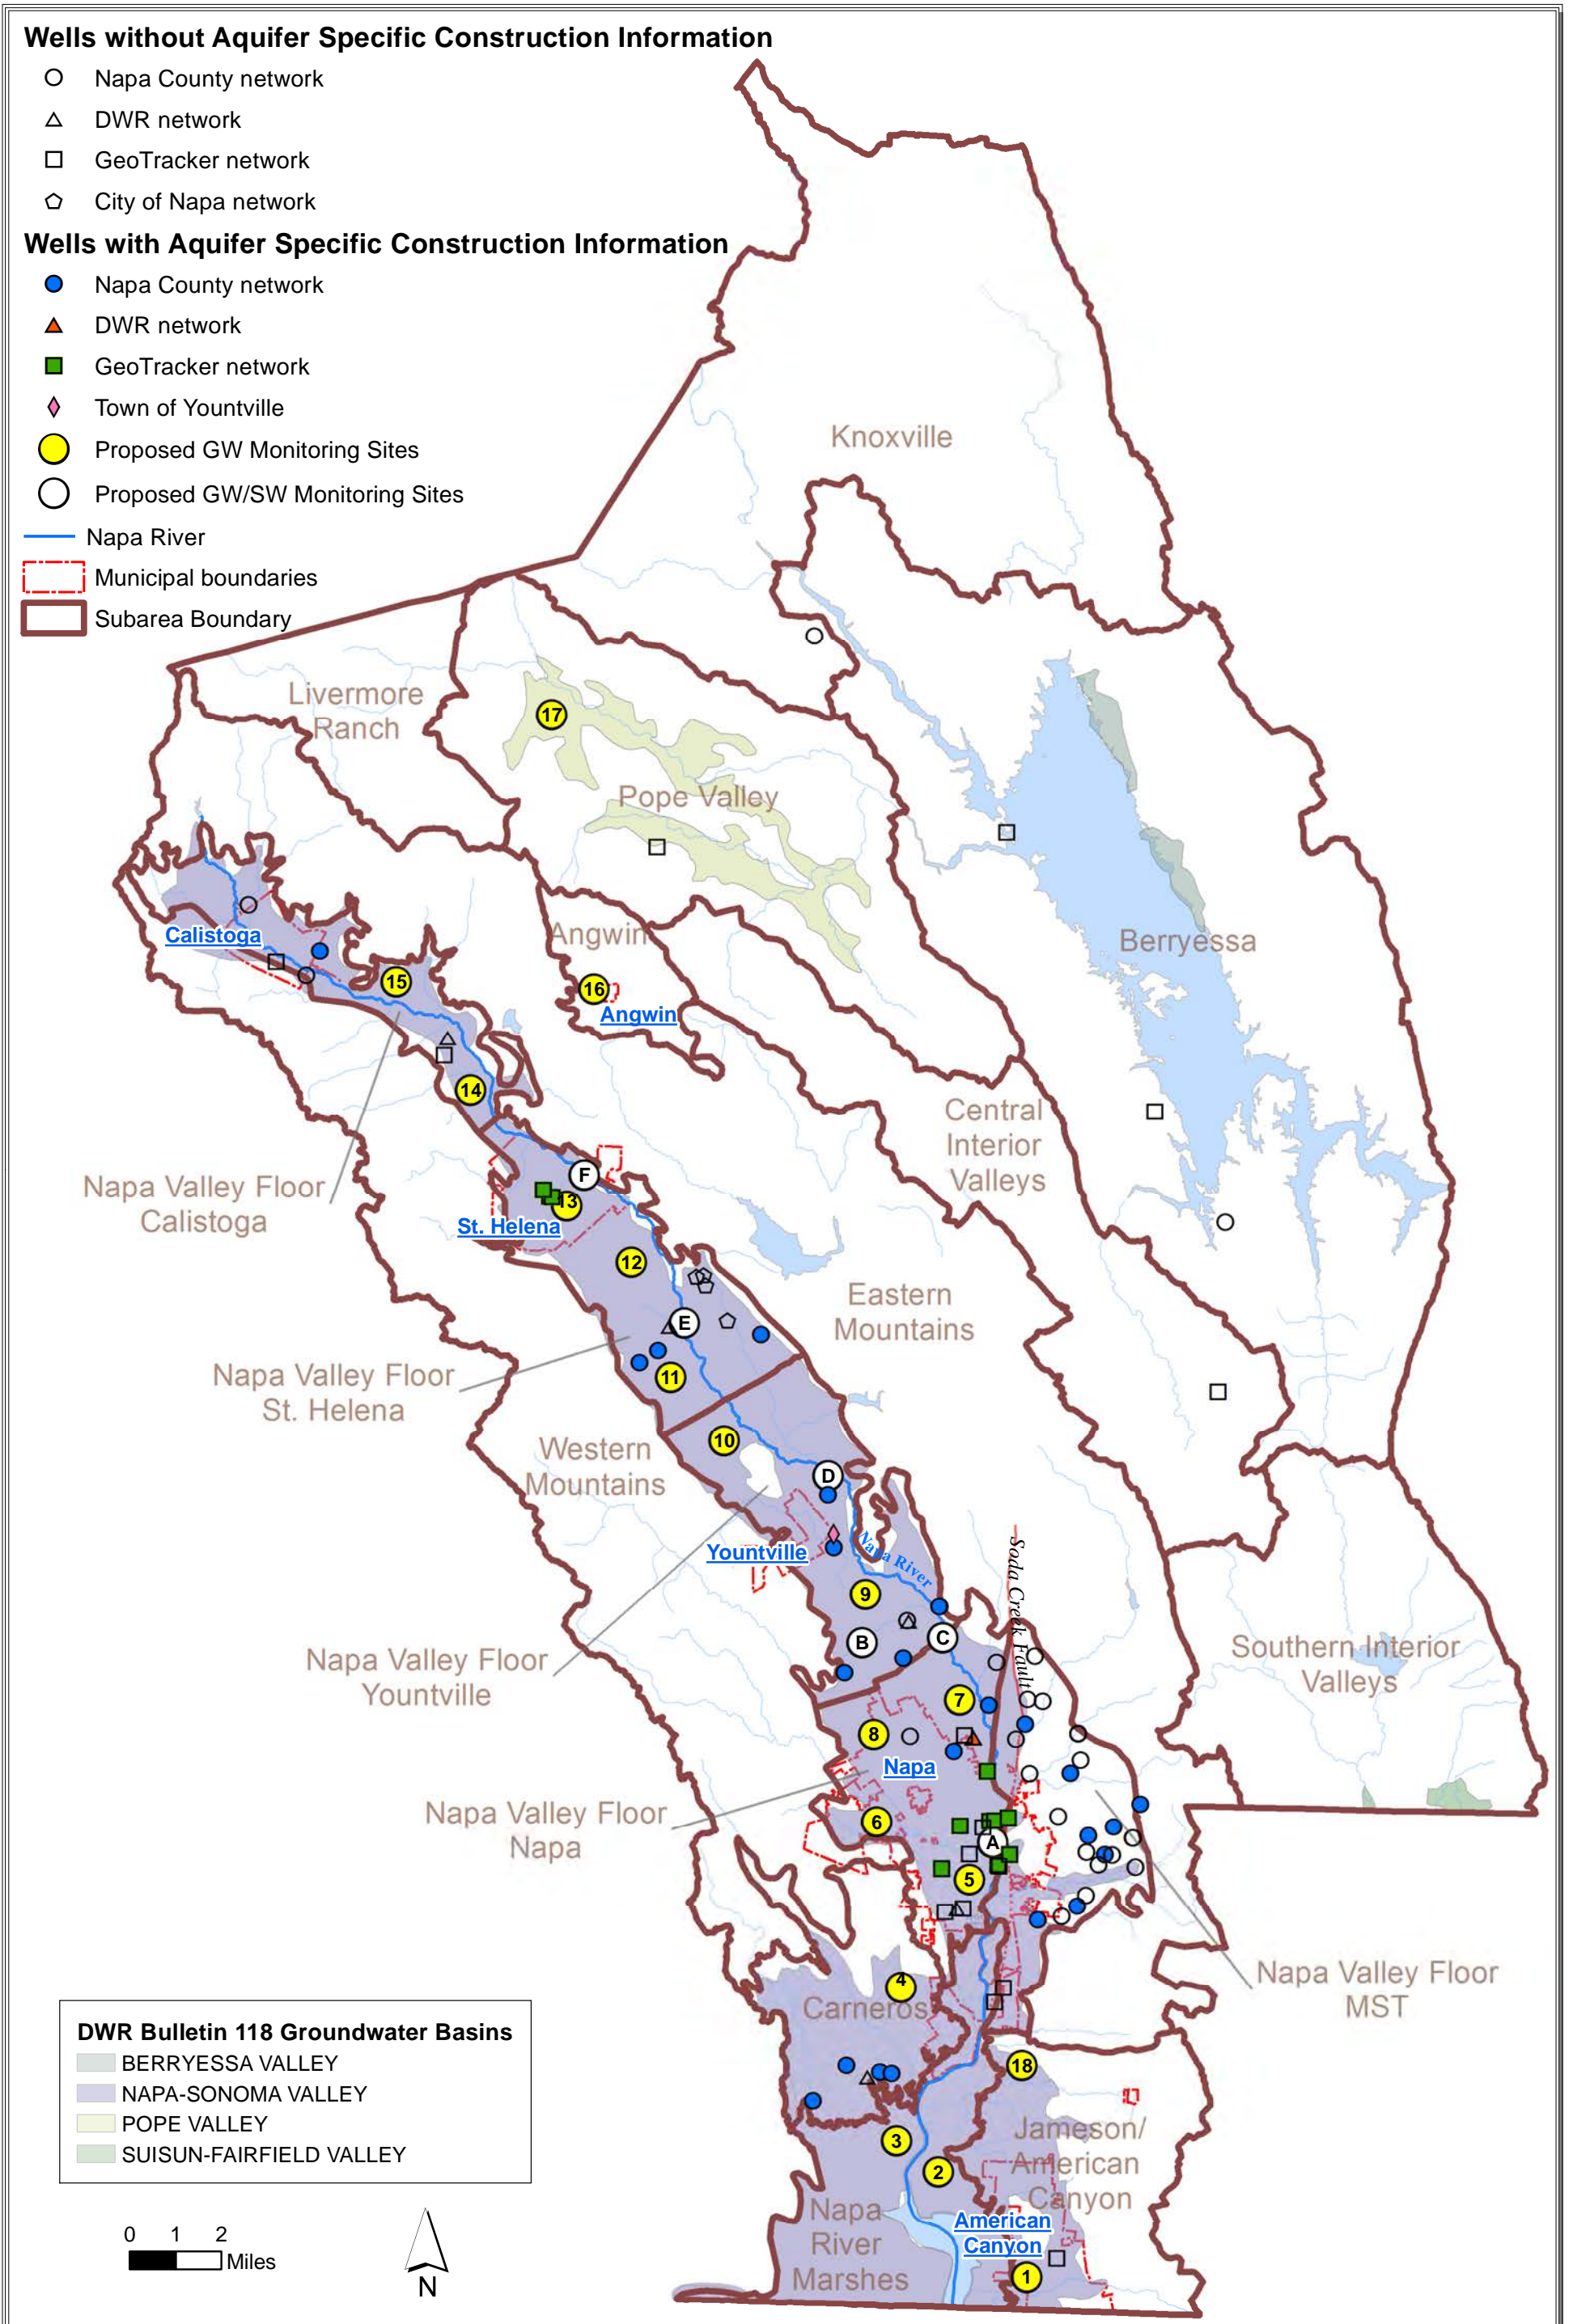 Wells without Aquifer Specific Construction Information
Napa County network
DWR network
GeoTracker network
City of Napa network
Wells with Aquifer Specific Construction Information
Napa County network
DWR network
GeoTracker network
Town of Yountville
Proposed GW Monitoring Sites
Proposed GW/SW Monitoring Sites
Napa River
Municipal boundaries
Subarea Boundary
Knoxville
Livermore
Ranch
17
Pope Valley
Berryessa
Angwin
16
Angwin
Calistoga
15
14
Central
Interior
Valleys
Napa Valley Floor
Calistoga
F
13
St. Helena
12
E
11
Eastern
Mountains
Napa Valley Floor
St. Helena
10
Western
Mountains
D
Yountville
Napa River
Soda Creek Fault
9
B
C
Napa Valley Floor
Yountville
Southern Interior
Valleys
7
8
Napa
6
Napa Valley Floor
Napa
A
5
Napa Valley Floor
MST
4
Carneros
18
3
2
Jameson/
American
Canyon
Napa
River
Marshes
American
Canyon
1
DWR Bulletin 118 Groundwater Basins
BERRYESSA VALLEY
NAPA-SONOMA VALLEY
POPE VALLEY
SUISUN-FAIRFIELD VALLEY
0 1 2
Miles
N